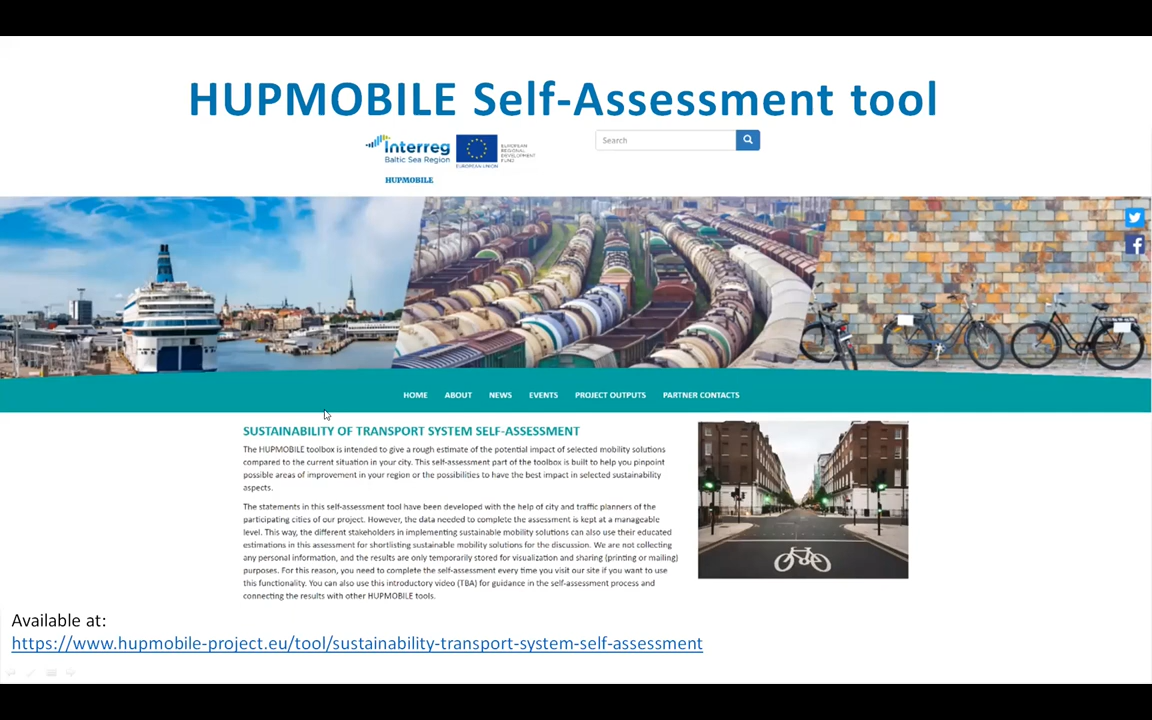 HUPMOBILE Self-Assessment tool
Interreg
Baltic Sea Region
EUROPEAN UNION
EUROPEAN
REGIONAL
DEVELOPMENT
FUND
HUPMOBILE
Search
HOME ABOUT NEWS EVENTS PROJECT OUTPUTS PARTNER CONTACTS
SUSTAINABILITY OF TRANSPORT SYSTEM SELF-ASSESSMENT
The HUPMOBILE toolbox is intended to give a rough estimate of the potential impact of selected mobility solutions
compared to the current situation in your city. This self-assessment part of the toolbox is built to help you pinpoint
possible areas of improvement in your region or the possibilities to have the best impact in selected sustainability
aspects.
The statements in this self-assessment tool have been developed with the help of city and traffic planners of the
participating cities of our project. However, the data needed to complete the assessment is kept at a manageable
level. This way, the different stakeholders in implementing sustainable mobility solutions can also use their educated
estimations in this assessment for shortlisting sustainable mobility solutions for the discussion. We are not collecting
any personal information, and the results are only temporarily stored for visualization and sharing (printing or mailing)
purposes. For this reason, you need to complete the self-assessment every time you visit our site if you want to use
this functionality. You can also use this introductory video (TBA) for guidance in the self-assessment process and
connecting the results with other HUPMOBILE tools.
Available at:
https://www.hupmobile-project.eu/tool/sustainability-transport-system-self-assessment